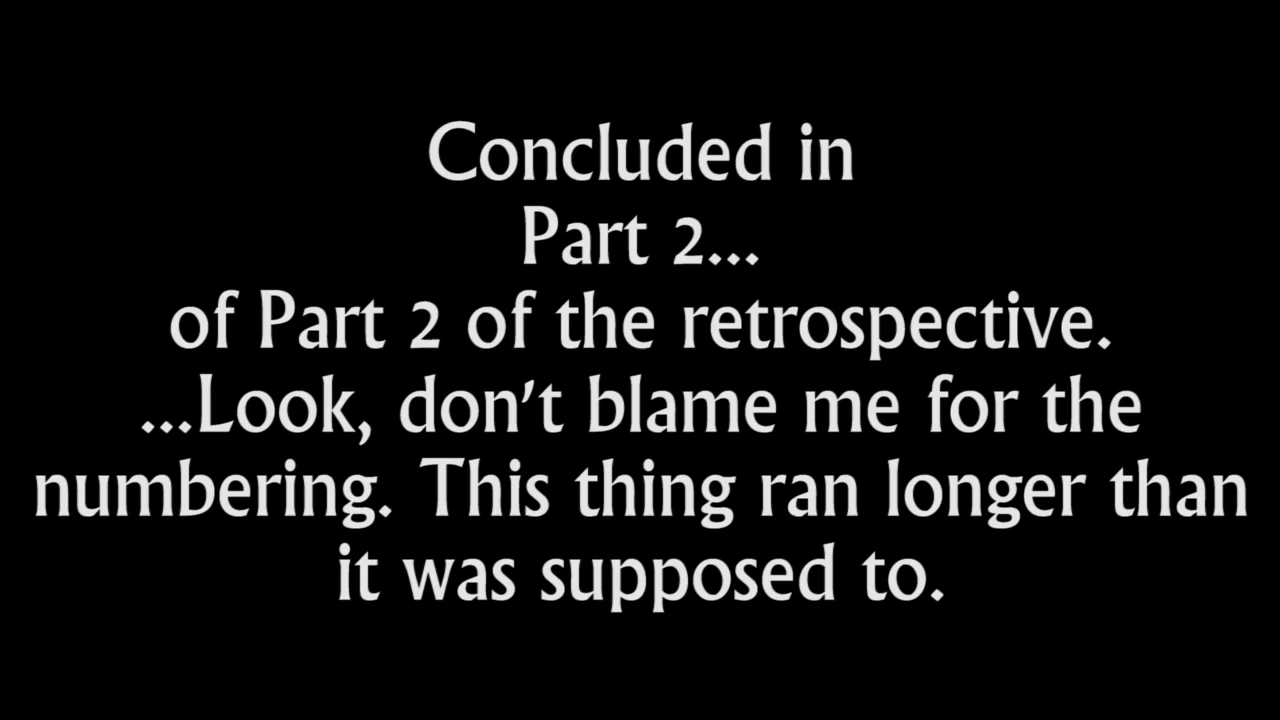 Concluded in
Part 2...
of Part 2 of the retrospective.
...Look, don't blame me for the
numbering. This thing ran longer than
it was supposed to.